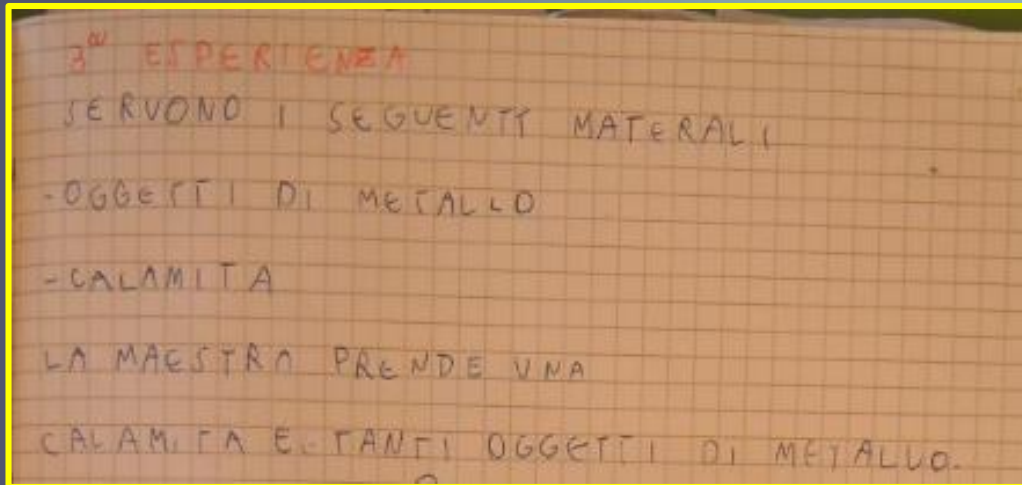 3ª ESPERIENZA
SERVONO I SEGUENTI MATERALI
-OGGETTI DI METALLO
-CALAMITA
LA MAESTRA PRENDE UNA
CALAMITA E. TANTI OGGETTI DI METALLO.